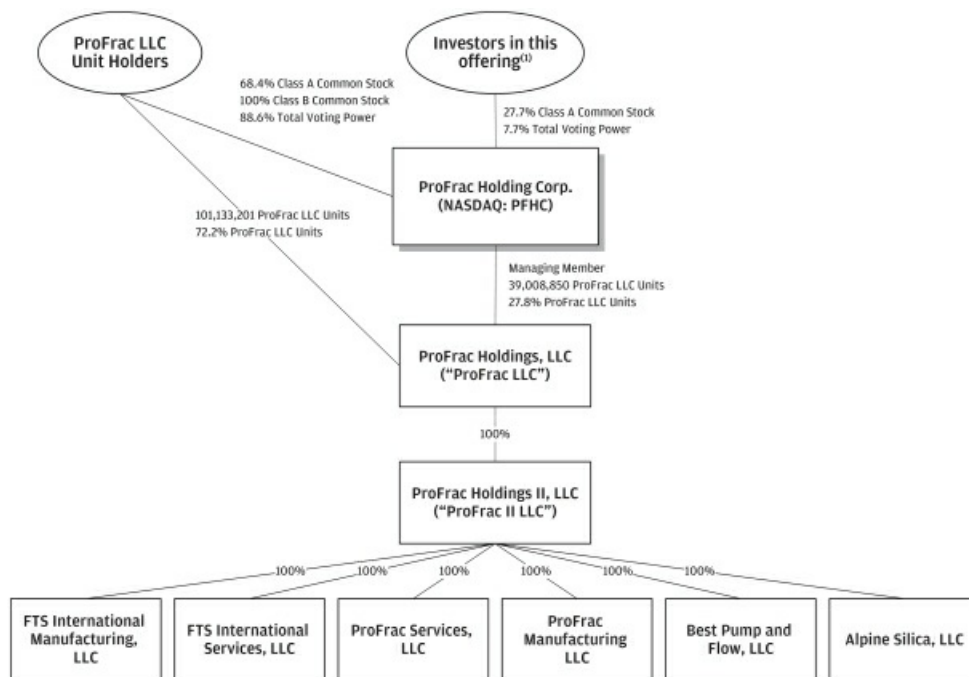 ProFrac LLC
Unit Holders
Investors in this
offering(1)
68.4% Class A Common Stock
100% Class B Common Stock
88.6% Total Voting Power
27.7% Class A Common Stock
7.7% Total Voting Power
ProFrac Holding Corp.
(NASDAQ: PFHC)
101,133,201 ProFrac LLC Units
72.2% ProFrac LLC Units
Managing Member
39,008,850 ProFrac LLC Units
27.8% ProFrac LLC Units
ProFrac Holdings, LLC
(“ProFrac LLC”)
100%
ProFrac Holdings II, LLC
(“ProFrac II LLC”)
100%
100%
100%
100%
100%
100%
FTS International
Manufacturing,
LLC
FTS International
Services, LLC
ProFrac Services,
LLC
ProFrac
Manufacturing
LLC
Best Pump and
Flow, LLC
Alpine Silica, LLC